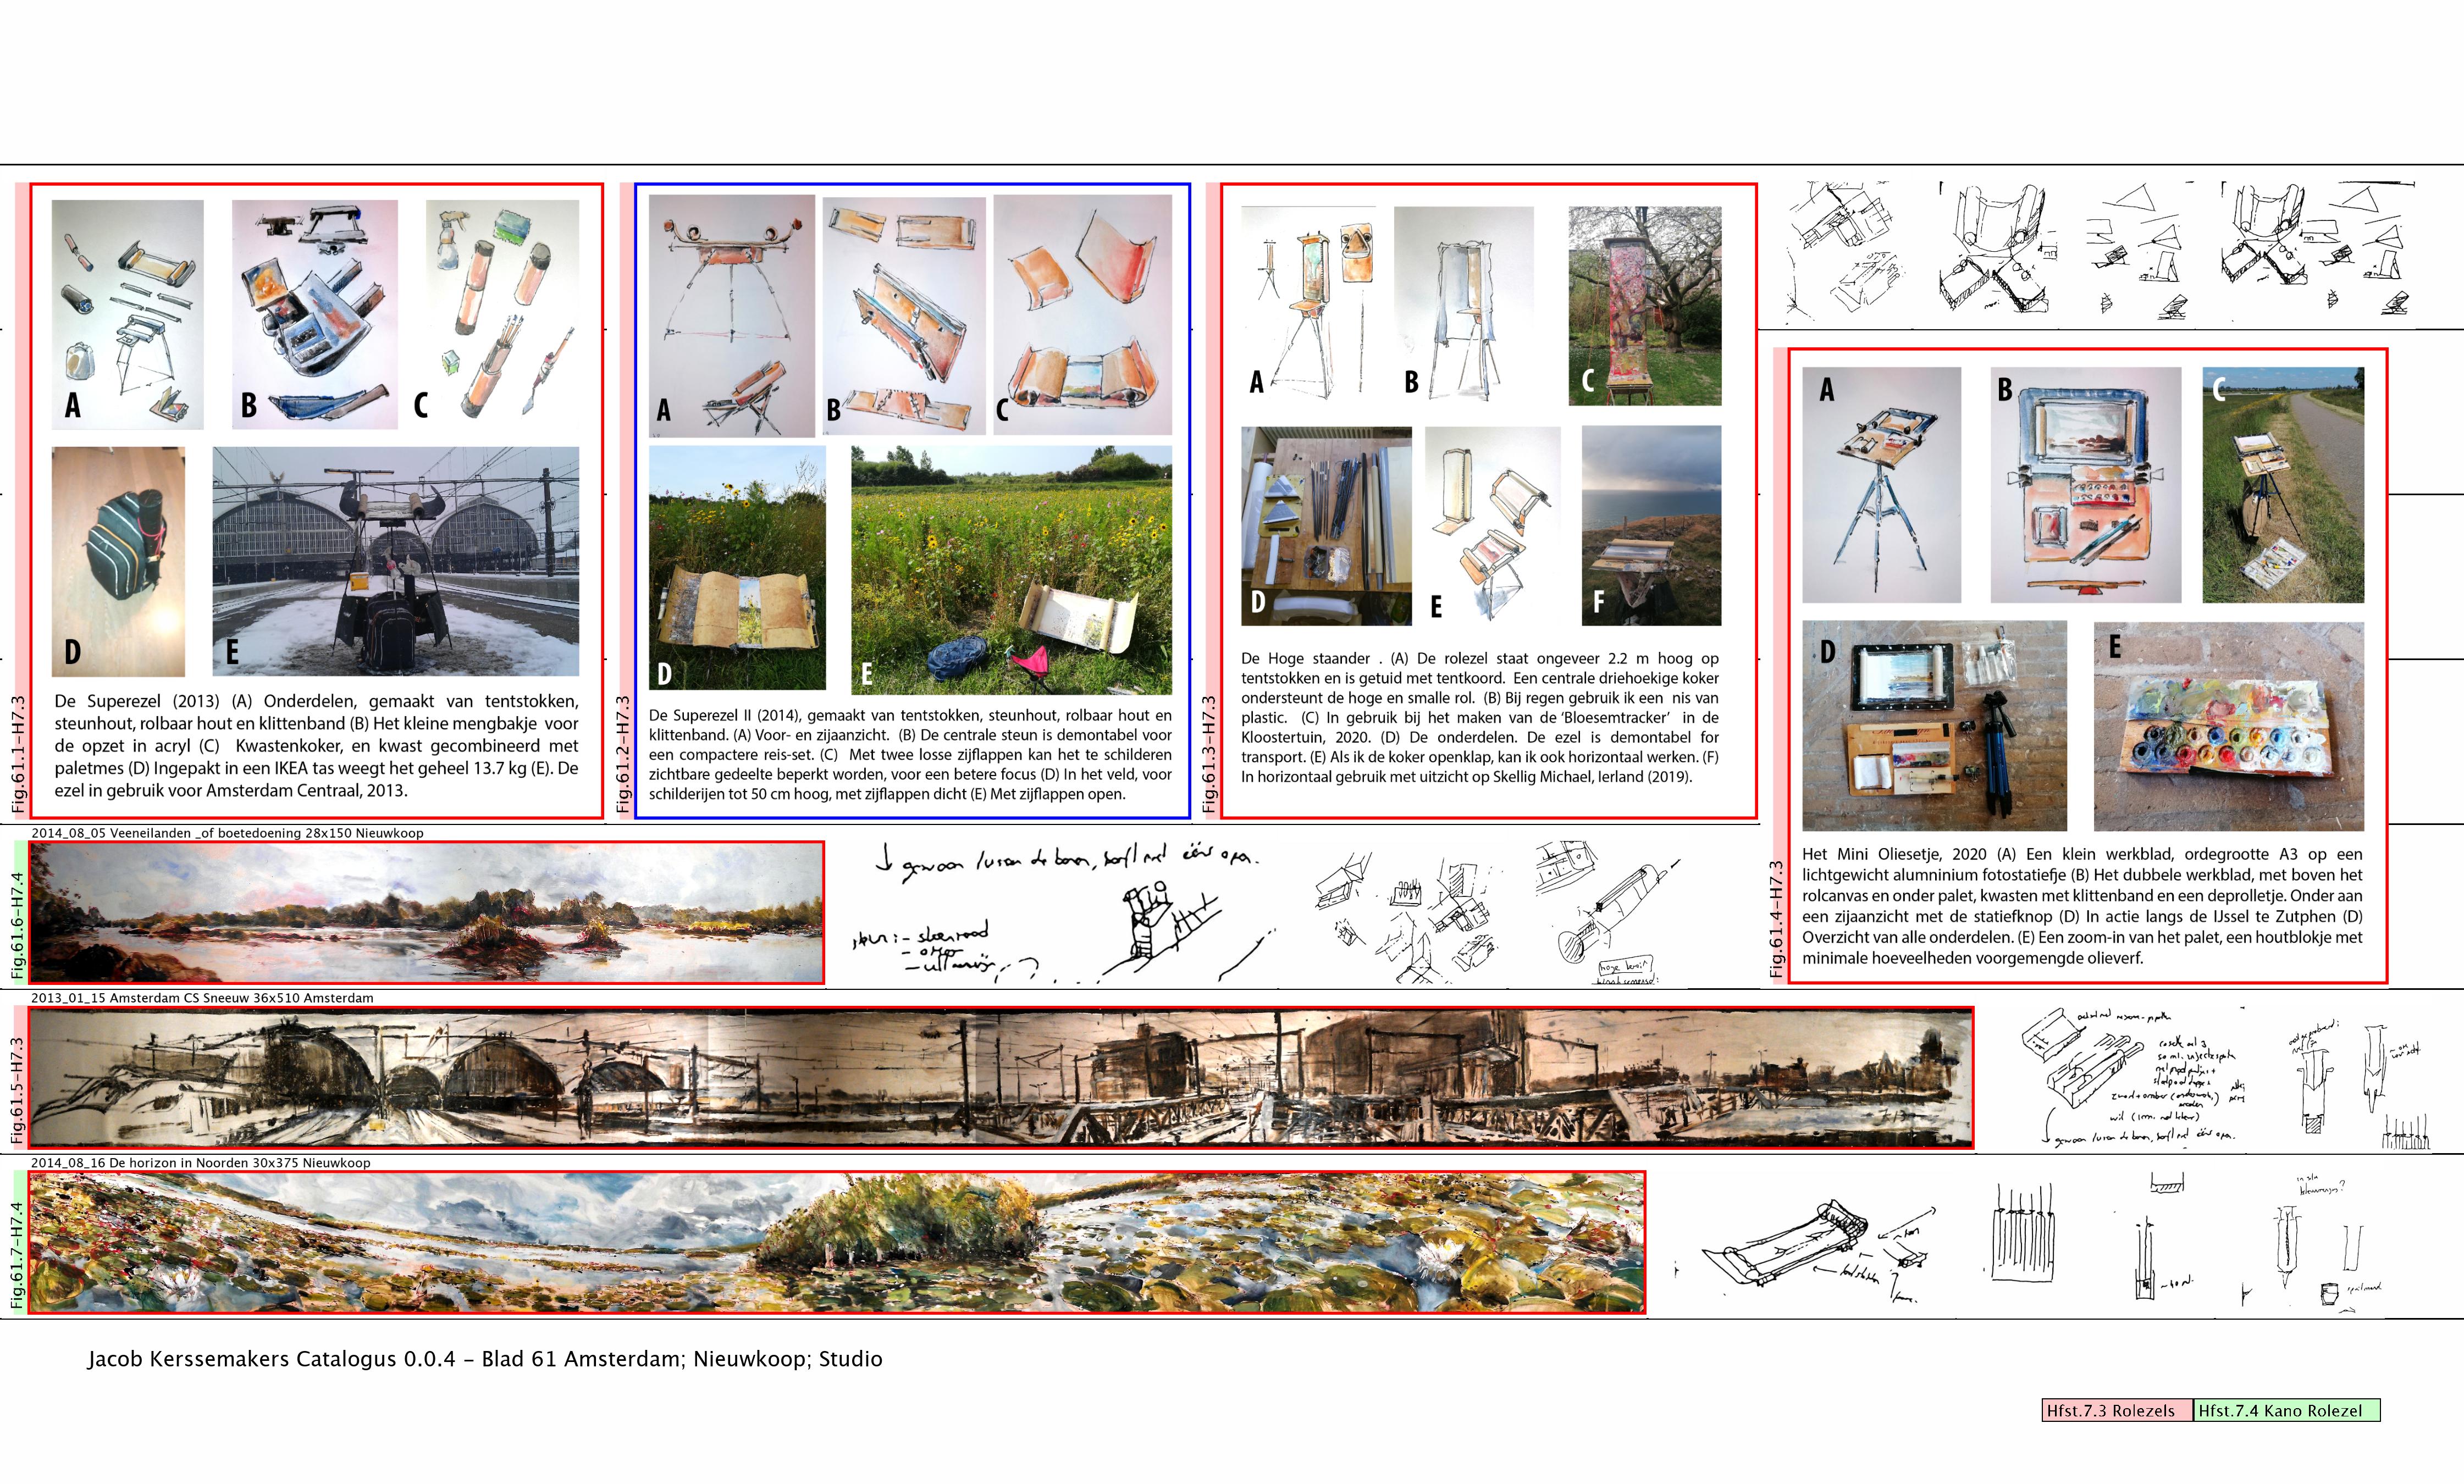 A
B
C
D
E
Fig.61.1-H7.3
De Superezel (2013) (A) Onderdelen, gemaakt van tentstokken,
steunhout, rolbaar hout en klittenband (B) Het kleine mengbakje voor
de opzet in acryl (C) Kwastenkoker, en kwast gecombineerd met
paletmes (D) Ingepakt in een IKEA tas weegt het geheel 13.7 kg (E). De
ezel in gebruik voor Amsterdam Centraal, 2013.
A
B
C
D
E
Fig.61.2-H7.3
De Superezel II (2014), gemaakt van tentstokken, steunhout, rolbaar hout en
klittenband. (A) Voor- en zijaanzicht. (B) De centrale steun is demontabel voor
een compactere reis-set. (C) Met twee losse zijflappen kan het te schilderen
zichtbare gedeelte beperkt worden, voor een betere focus (D) In het veld, voor
schilderijen tot 50 cm hoog, met zijflappen dicht (E) Met zijflappen open.
A
B
C
D
E
F
Fig.61.3-H7.3
De Hoge staander . (A) De rolezel staat ongeveer 2.2 m hoog op
tentstokken en is getuid met tentkoord. Een centrale driehoekige koker
ondersteunt de hoge en smalle rol. (B) Bij regen gebruik ik een nis van
plastic. (C) In gebruik bij het maken van de 'Bloesemtracker' in de
Kloostertuin, 2020. (D) De onderdelen. De ezel is demontabel for
transport. (E) Als ik de koker openklap, kan ik ook horizontaal werken. (F)
In horizontaal gebruik met uitzicht op Skellig Michael, Ierland (2019).
A
B
C
D
E
Fig.61.4-H7.3
Het Mini Oliesetje, 2020 (A) Een klein werkblad, ordegrootte A3 op een
lichtgewicht alumninium fotostatiefje (B) Het dubbele werkblad, met boven het
rolcanvas en onder palet, kwasten met klittenband en een deprolletje. Onder aan
een zijaanzicht met de statiefknop (D) In actie langs de IJssel te Zutphen (D)
Overzicht van alle onderdelen. (E) Een zoom-in van het palet, een houtblokje met
minimale hoeveelheden voorgemengde olieverf.
2014_08_05 Veeneilanden _of boetedoening 28x150 Nieuwkoop
Fig.61.6-H7.4
2013_01_15 Amsterdam CS Sneeuw 36x510 Amsterdam
Fig.61.5-H7.3
2014_08_16 De horizon in Noorden 30x375 Nieuwkoop
Fig.61.7-H7.4
Jacob Kerssemakers Catalogus 0.0.4 - Blad 61 Amsterdam; Nieuwkoop; Studio
Hfst.7.3 Rolezels
Hfst.7.4 Kano Rolezel